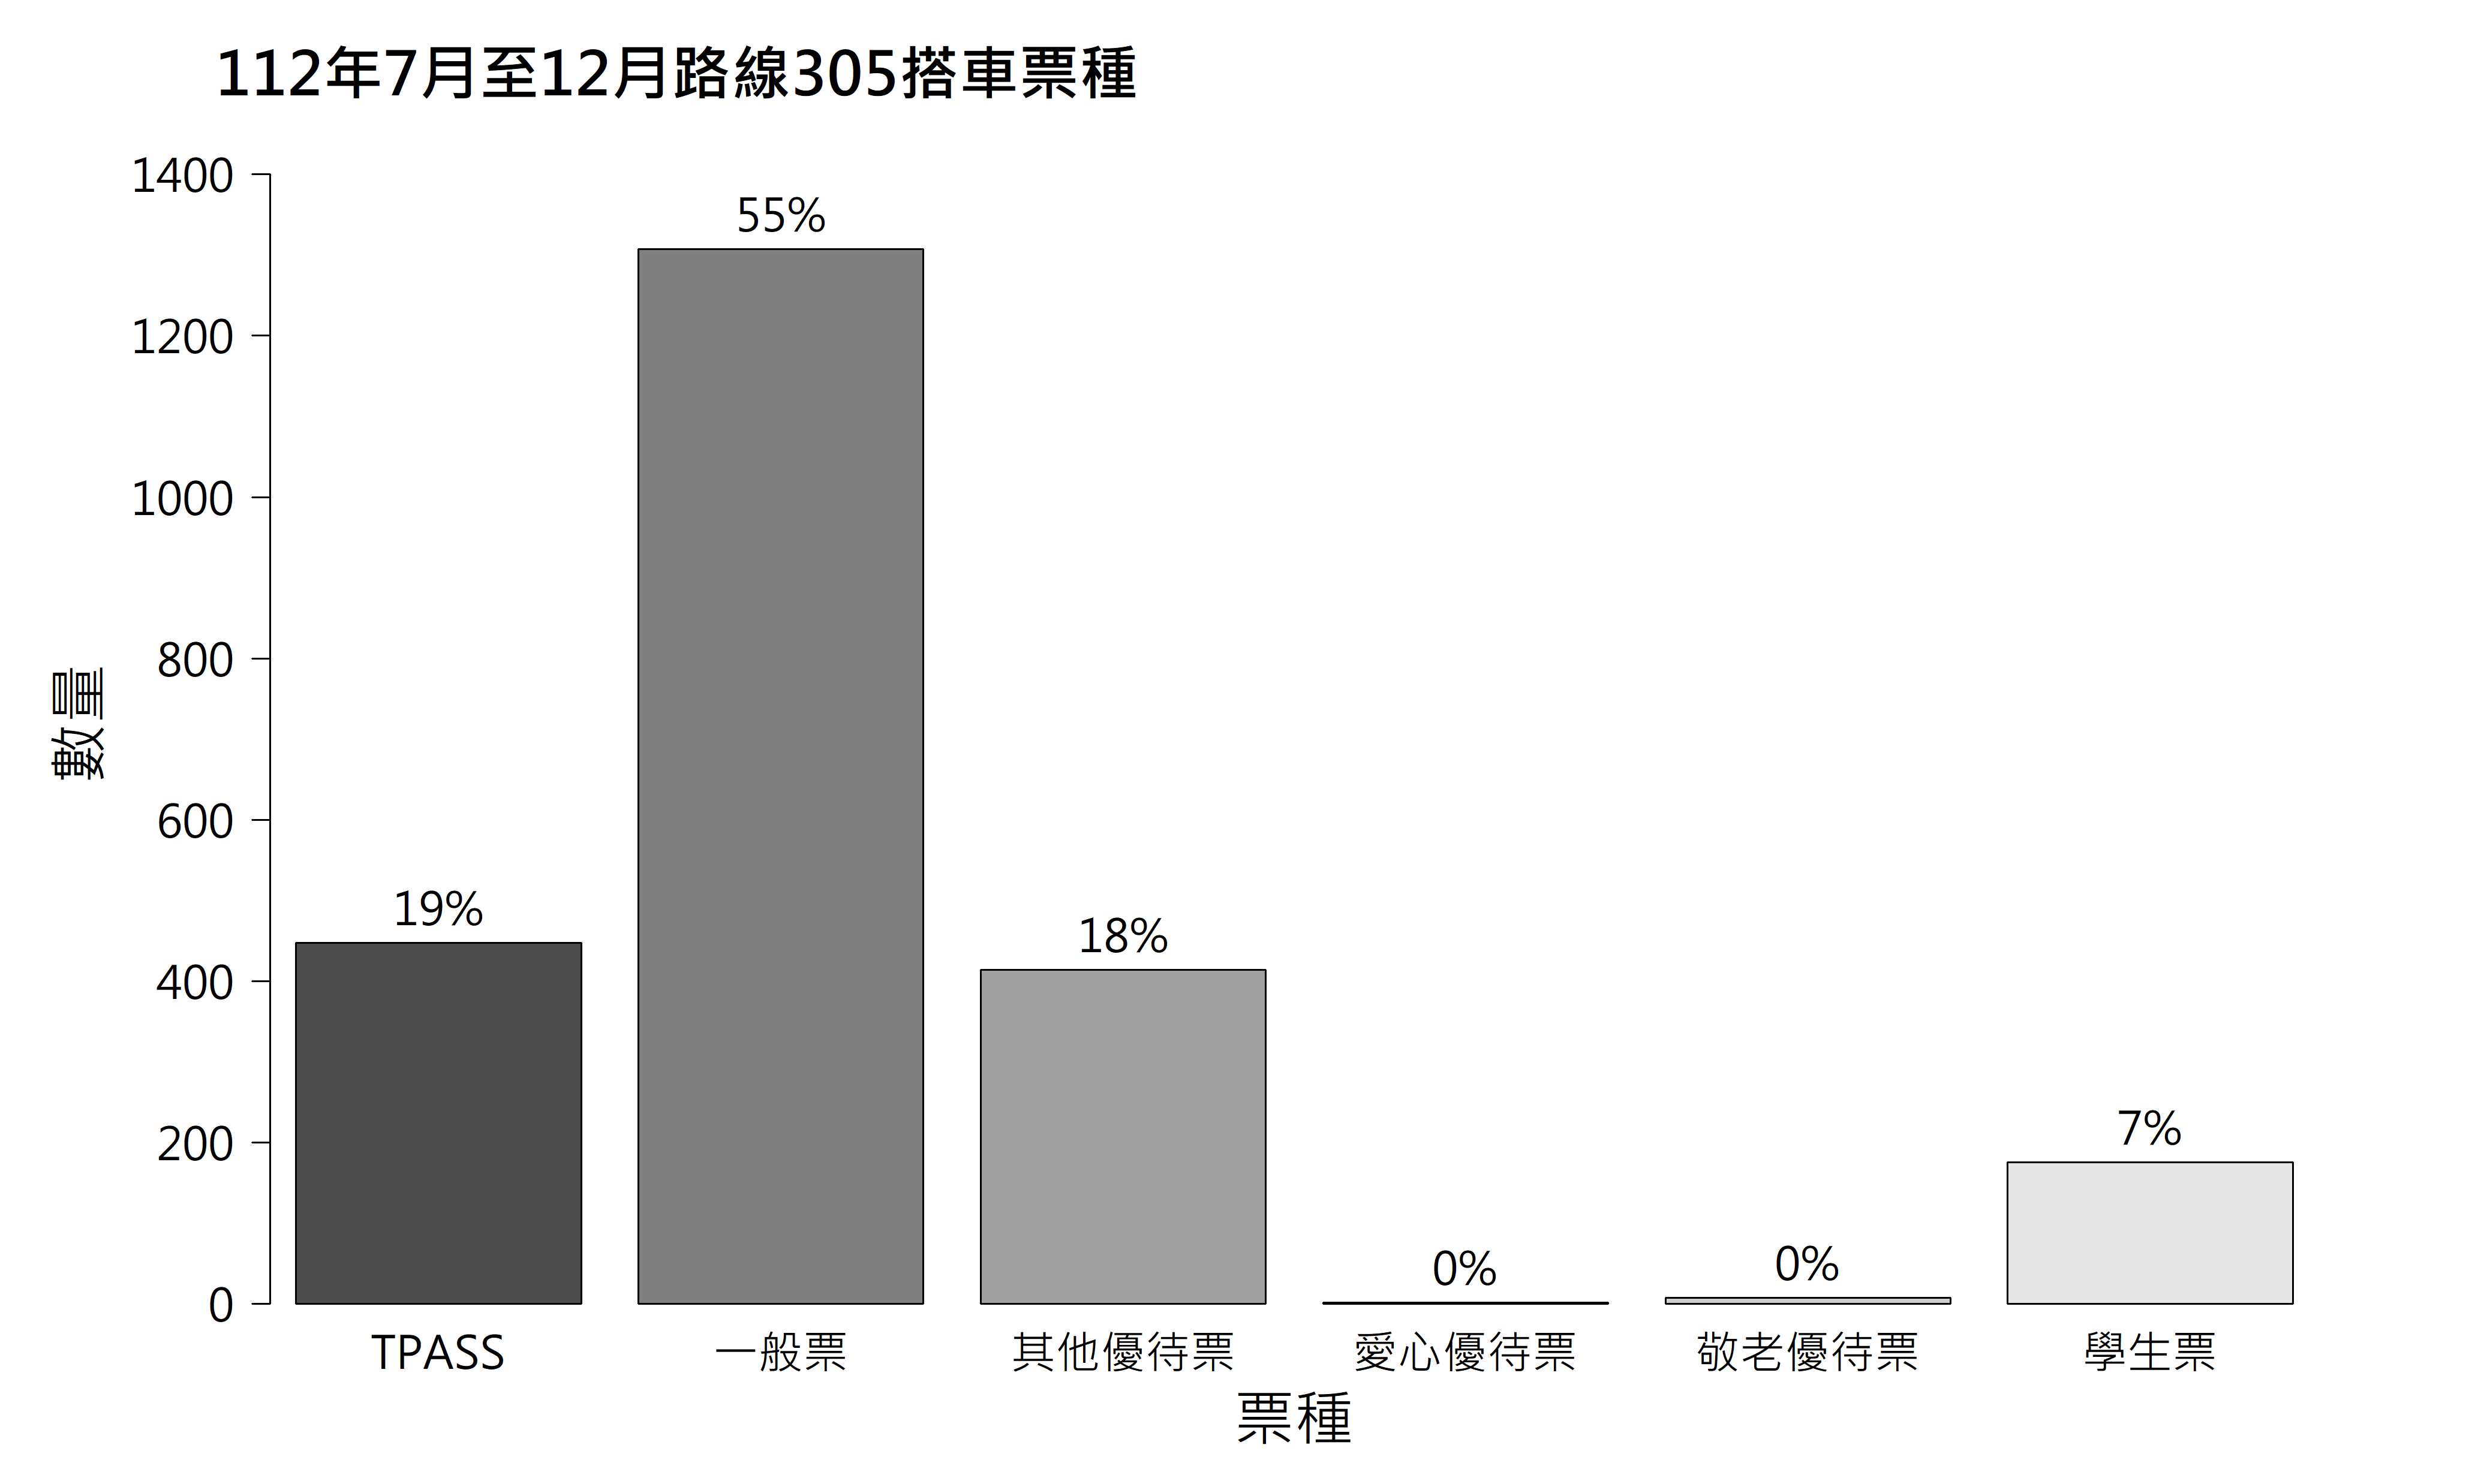 112年7月至12月路線305搭車票種
數量
1400
1200
1000
800
600
400
200
0
19%
55%
18%
0%
0%
7%
TPASS
一般票
其他優待票
愛心優待票
敬老優待票
學生票
票種